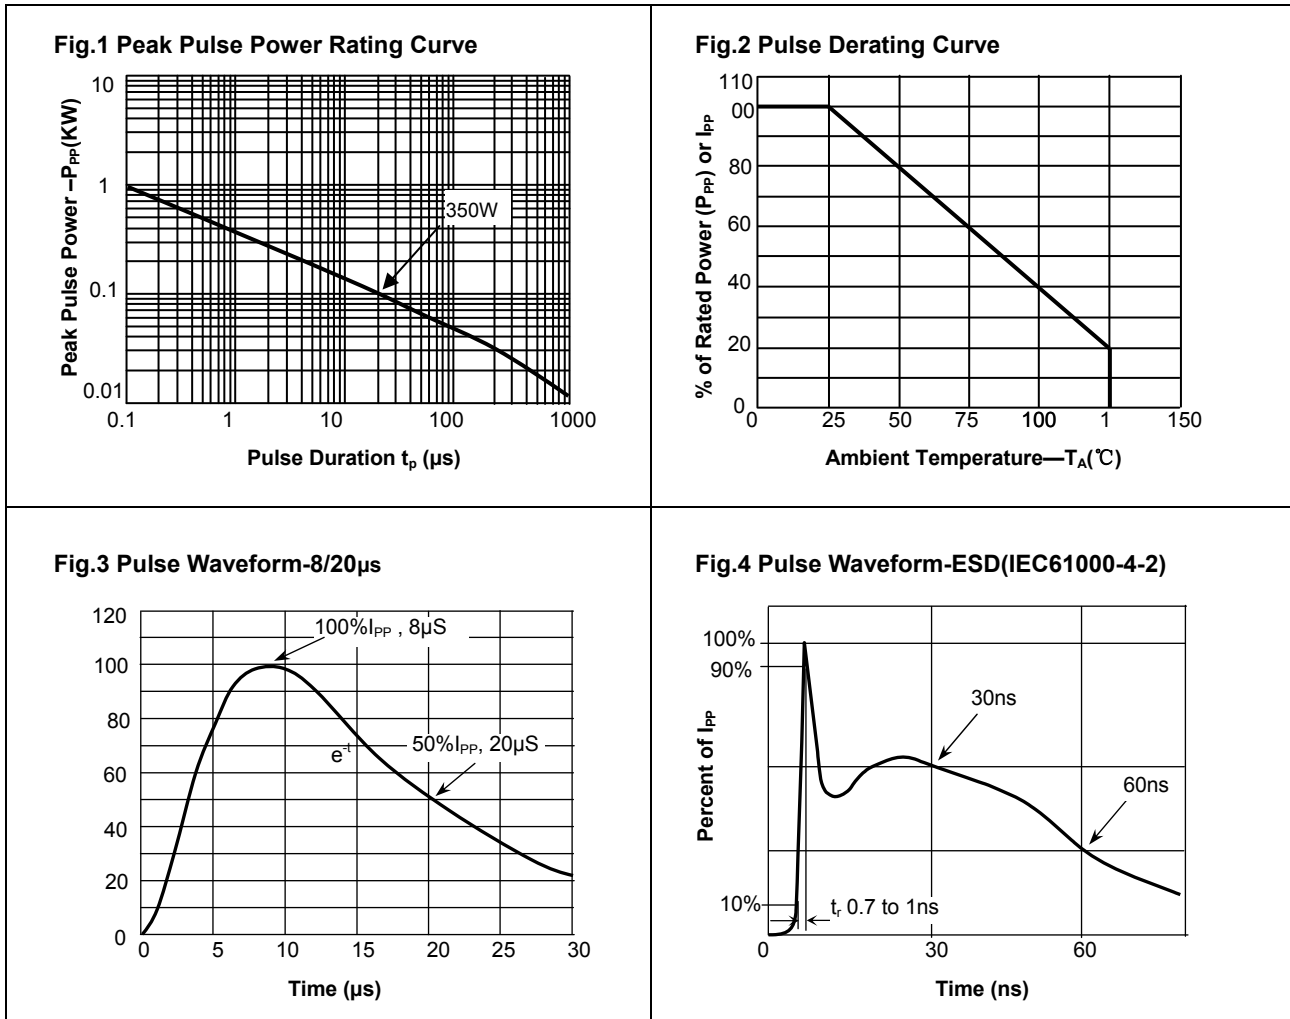 Fig.1 Peak Pulse Power Rating Curve
Peak Pulse Power –PPP(KW)
10
1
0.1
0.01
350W
0.1 1 10 100 1000
Pulse Duration tp (µs)
Fig.2 Pulse Derating Curve
% of Rated Power (PPP) or IPP
110
00
80
60
40
20
0
0 25 50 75 100 1 150
Ambient Temperature—TA(℃)
Fig.3 Pulse Waveform-8/20µs
120
100
80
60
40
20
0
100%IPP , 8µS
e-t
50%IPP, 20µS
0 5 10 15 20 25 30
Time (µs)
Fig.4 Pulse Waveform-ESD(IEC61000-4-2)
Percent of IPP
100%
90%
10%
30ns
60ns
tr 0.7 to 1ns
0 30 60
Time (ns)